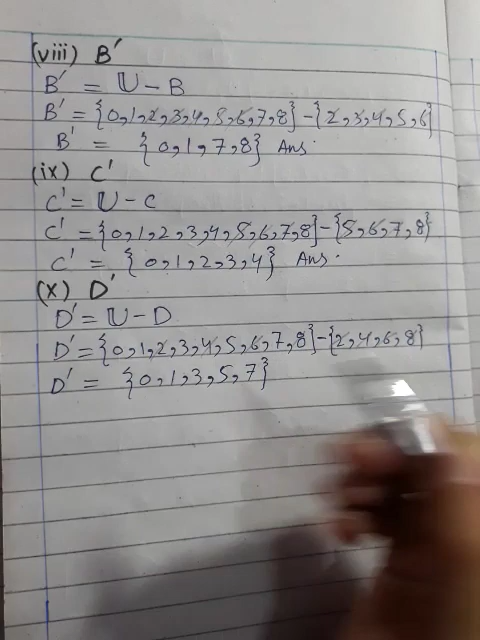 (viii) B'
B' = U - B
B' = {0,1,2,3,4,5,6,7,8} - {2,3,4,5,6}
B' = {0,1,7,8} Ans.
(ix) C'
C' = U - C
C' = {0,1,2,3,4,5,6,7,8} - {5,6,7,8}
C' = {0,1,2,3,4} Ans.
(x) D'
D' = U - D
D' = {0,1,2,3,4,5,6,7,8} - {2,4,6,8}
D' = {0,1,3,5,7}